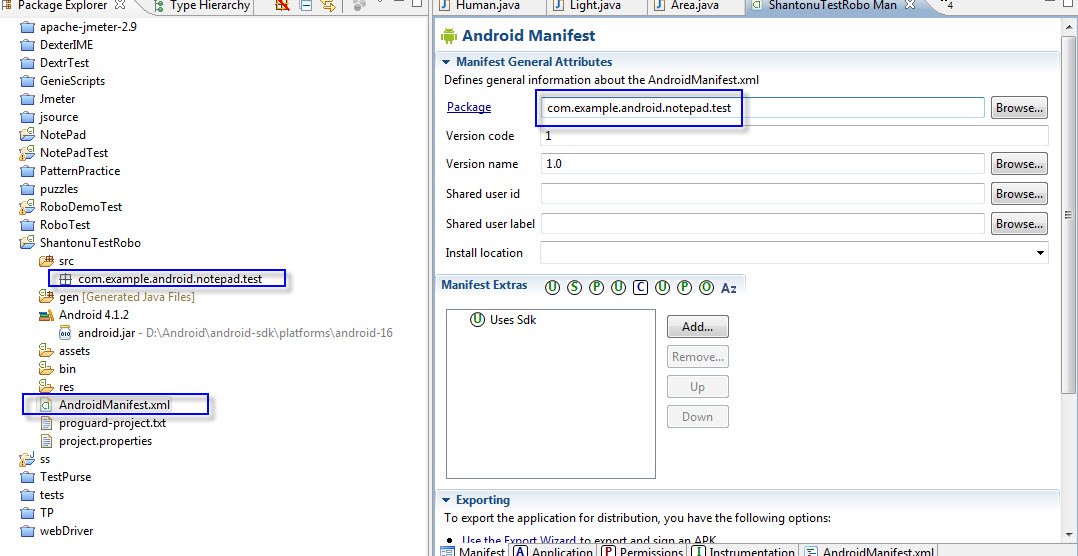 Package Explorer
Type Hierarchy
apache-jmeter-2.9
DexterIME
DextrTest
GenieScripts
Jmeter
jsource
NotePad
NotePadTest
PatternPractice
puzzles
RoboDemoTest
RoboTest
ShantonuTestRobo
src
com.example.android.notepad.test
gen [Generated Java Files]
Android 4.1.2
android.jar - D:\Android\android-sdk\platforms\android-16
assets
bin
res
AndroidManifest.xml
proguard-project.txt
project.properties
ss
TestPurse
tests
TP
webDriver
Human.java
Light.java
Area.java
ShantonuTestRobo Man
4
Android Manifest
Manifest General Attributes
Defines general information about the AndroidManifest.xml
Package com.example.android.notepad.test Browse...
Version code 1
Version name 1.0 Browse...
Shared user id Browse...
Shared user label Browse...
Install location
Manifest Extras U S P U C U P O Az
U Uses Sdk
Add...
Remove...
Up
Down
Exporting
To export the application for distribution, you have the following options:
Use the Export Wizard to export and sign an APK
Manifest A Application P Permissions I Instrumentation AndroidManifest.xml